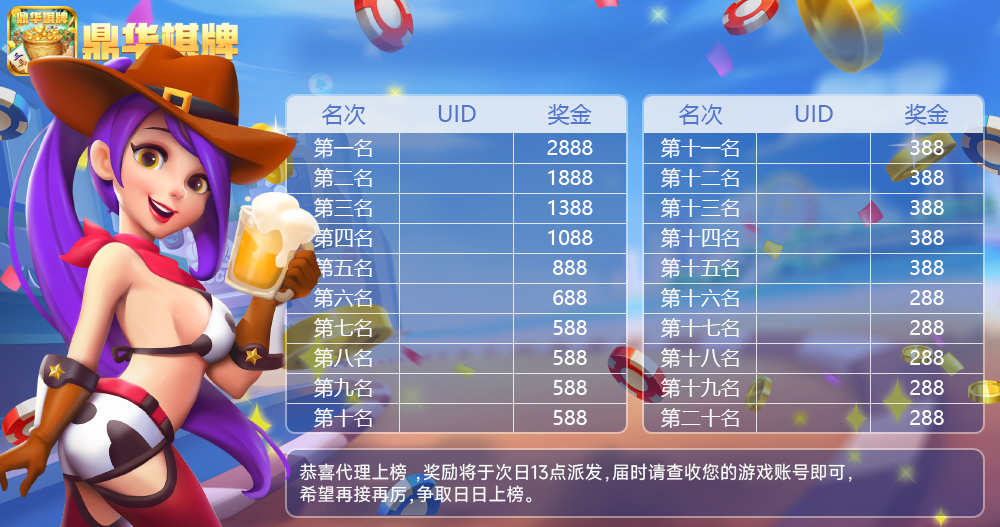 鼎华棋牌
鼎华棋牌
名次 UID 奖金
第一名 2888
第二名 1888
第三名 1388
第四名 1088
第五名 888
第六名 688
第七名 588
第八名 588
第九名 588
第十名 588
名次 UID 奖金
第十一名 388
第十二名 388
第十三名 388
第十四名 388
第十五名 388
第十六名 288
第十七名 288
第十八名 288
第十九名 288
第二十名 288
恭喜代理上榜 ,奖励将于次日13点派发,届时请查收您的游戏账号即可,
希望再接再厉,争取日日上榜。